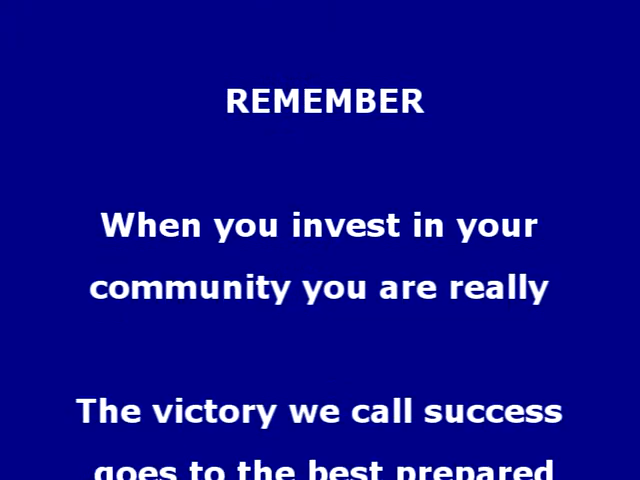 REMEMBER
When you invest in your
community you are really
The victory we call success
goes to the best prepared